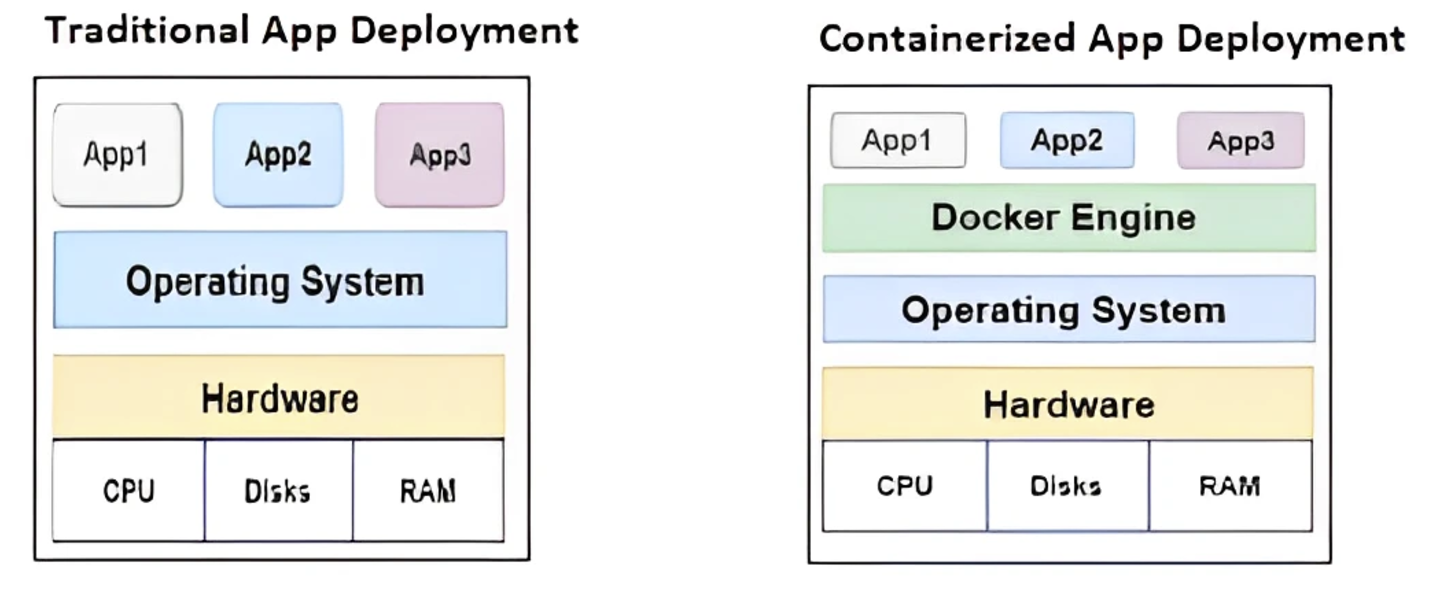 Traditional App Deployment
App1 App2 App3
Operating System
Hardware
CPU Disks RAM
Containerized App Deployment
App1 App2 App3
Docker Engine
Operating System
Hardware
CPU Disks RAM